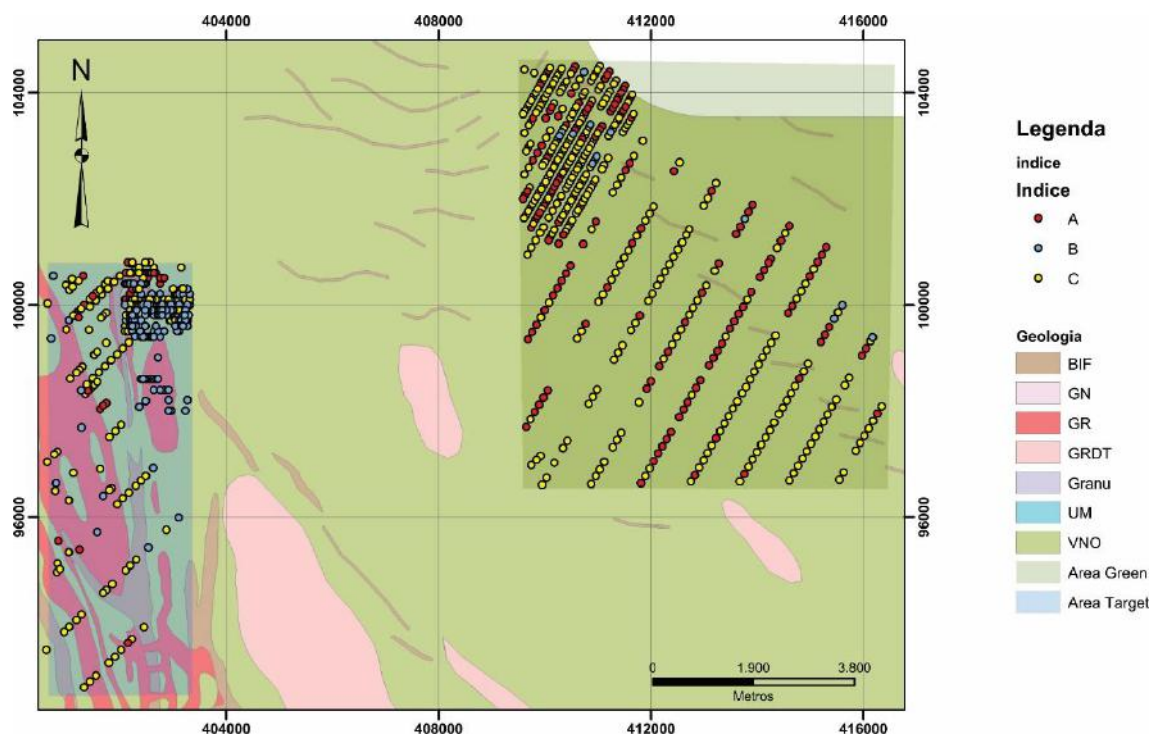 404000 408000 412000 416000
N
104000 104000
100000 100000
96000 96000
0 1.900 3.800
Metros
404000 408000 412000 416000
Legenda
indice
Indice
A
B
C
Geologia
BIF
GN
GR
GRDT
Granu
UM
VNO
Area Green
Area Target